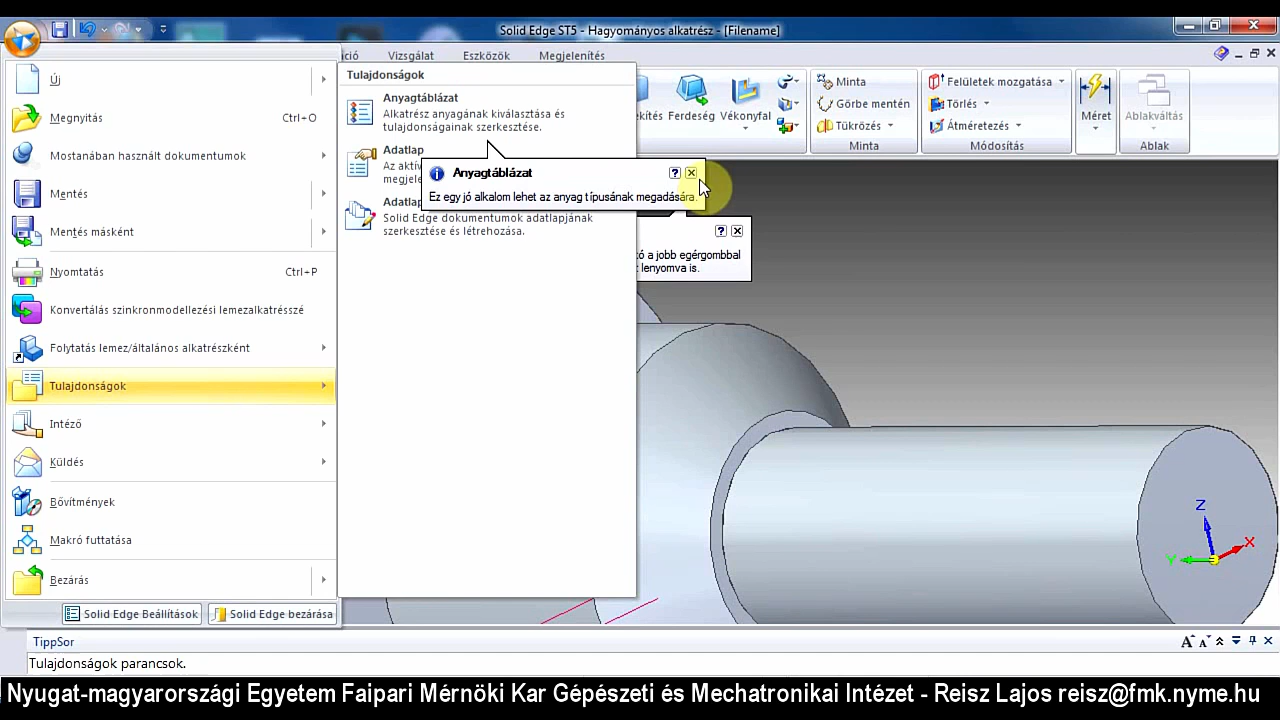 Solid Edge ST5 - Hagyományos alkatrész - [Filename]
ció Vizsgálat Eszközök Megjelenítés
Új
Megnyitás Ctrl+O
Mostanában használt dokumentumok
Mentés
Mentés másként
Nyomtatás Ctrl+P
Konvertálás szinkronmodellezési lemezalkatrésszé
Folytatás lemez/általános alkatrészként
Tulajdonságok
Intéző
Küldés
Bővítmények
Makró futtatása
Bezárás
Solid Edge Beállítások Solid Edge bezárása
Tulajdonságok
Anyagtáblázat
Alkatrész anyagának kiválasztása és
tulajdonságainak szerkesztése.
Adatlap
Az aktív
megjele
Adatlap
Solid Edge dokumentumok adatlapjának
szerkesztése és létrehozása.
Anyagtáblázat
Ez egy jó alkalom lehet az anyag típusának megadására.
tó a jobb egérgombbal
t lenyomva is.
kítés Ferdeség Vékonyfal
Minta
Görbe mentén
Tükrözés
Minta
Felületek mozgatása
Törlés
Átméretezés
Módosítás
Méret
Ablakváltás
Ablak
Z
X
Y
TippSor
Tulajdonságok parancsok.
Nyugat-magyarországi Egyetem Faipari Mérnöki Kar Gépészeti és Mechatronikai Intézet - Reisz Lajos reisz@fmk.nyme.hu